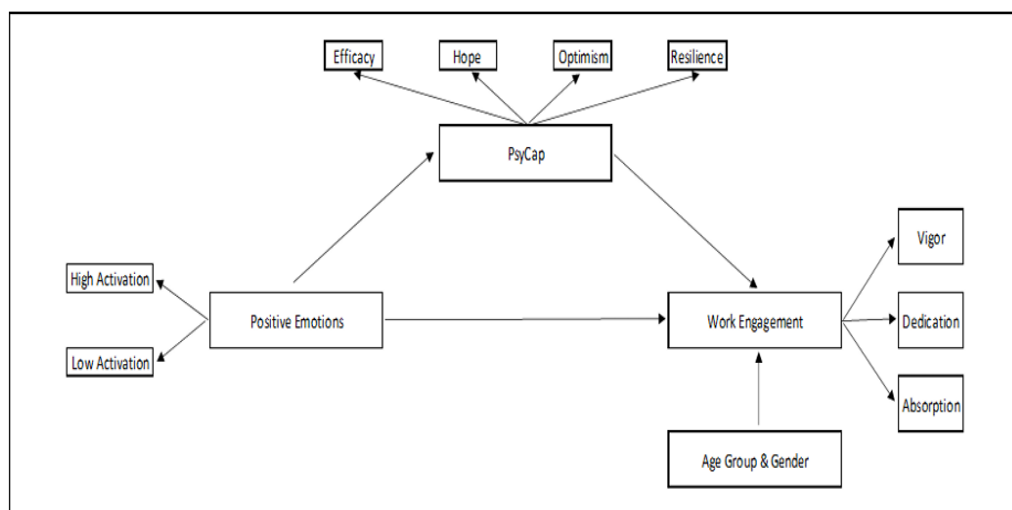 Efficacy
Hope
Optimism
Resilience
PsyCap
Vigor
High Activation
Positive Emotions
Work Engagement
Dedication
Low Activation
Absorption
Age Group & Gender